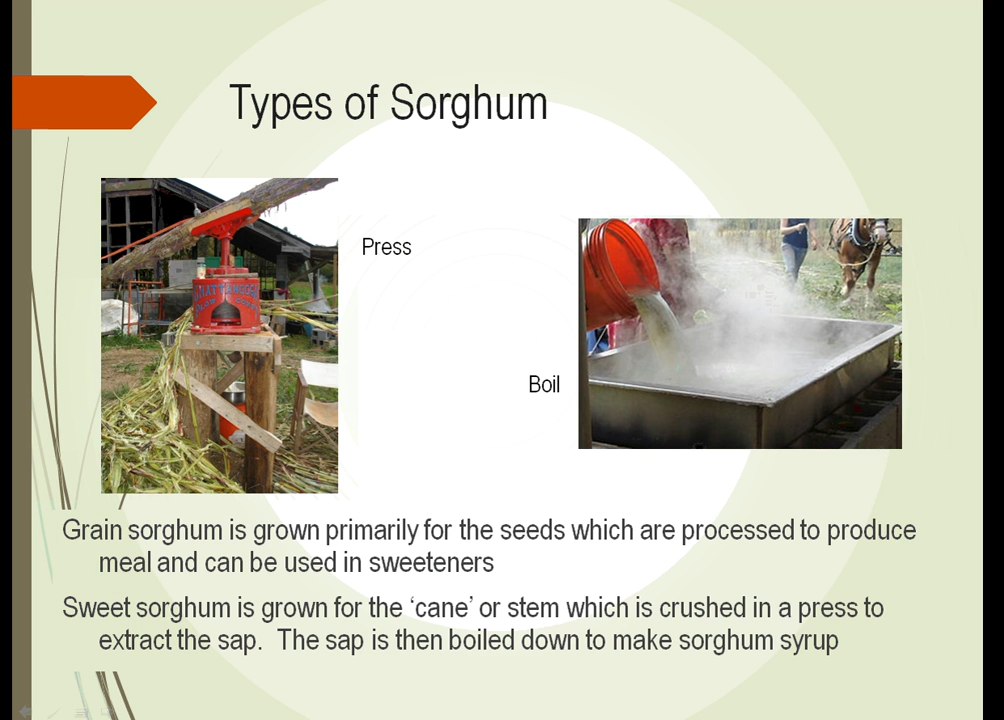 Types of Sorghum
Press
Boil
Grain sorghum is grown primarily for the seeds which are processed to produce
meal and can be used in sweeteners
Sweet sorghum is grown for the ‘cane’ or stem which is crushed in a press to
extract the sap.  The sap is then boiled down to make sorghum syrup